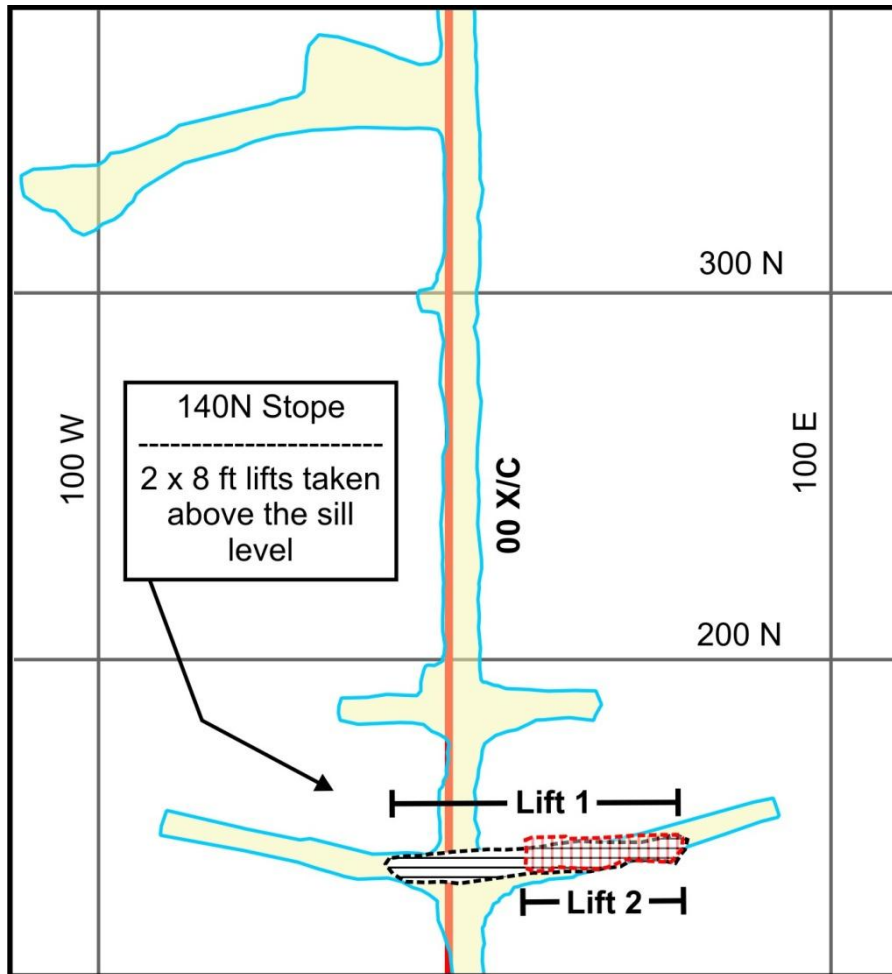 300 N
100 W
140N Stope
2 x 8 ft lifts taken
above the sill
level
00 X/C
100 E
200 N
Lift 1
Lift 2